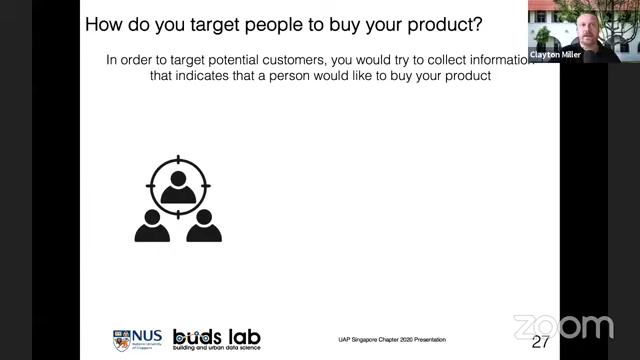 How do you target people to buy your product?
In order to target potential customers, you would try to collect information
that indicates that a person would like to buy your product
Clayton Miller
NUS
National University
of Singapore
buds lab
building and urban data science
UAP Singapore Chapter 2020 Presentation
27
zoom